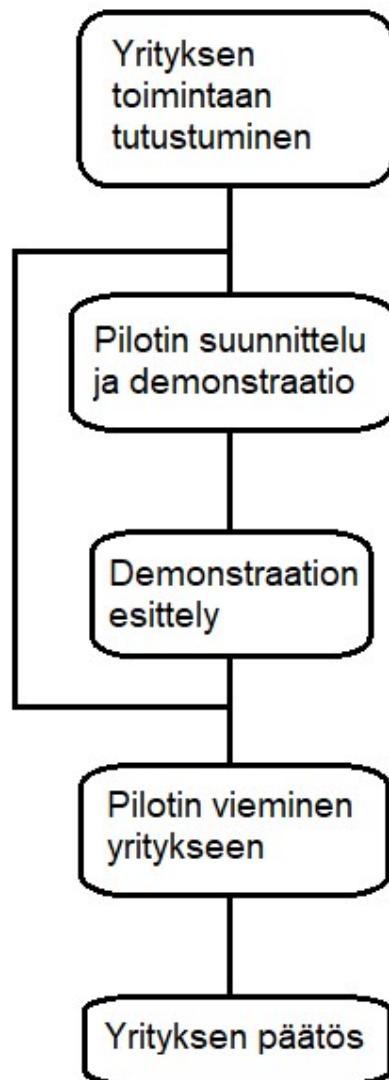 Yrityksen
toimintaan
tutustuminen
Pilotin suunnittelu
ja demonstraatio
Demonstraation
esittely
Pilotin vieminen
yritykseen
Yrityksen päätös